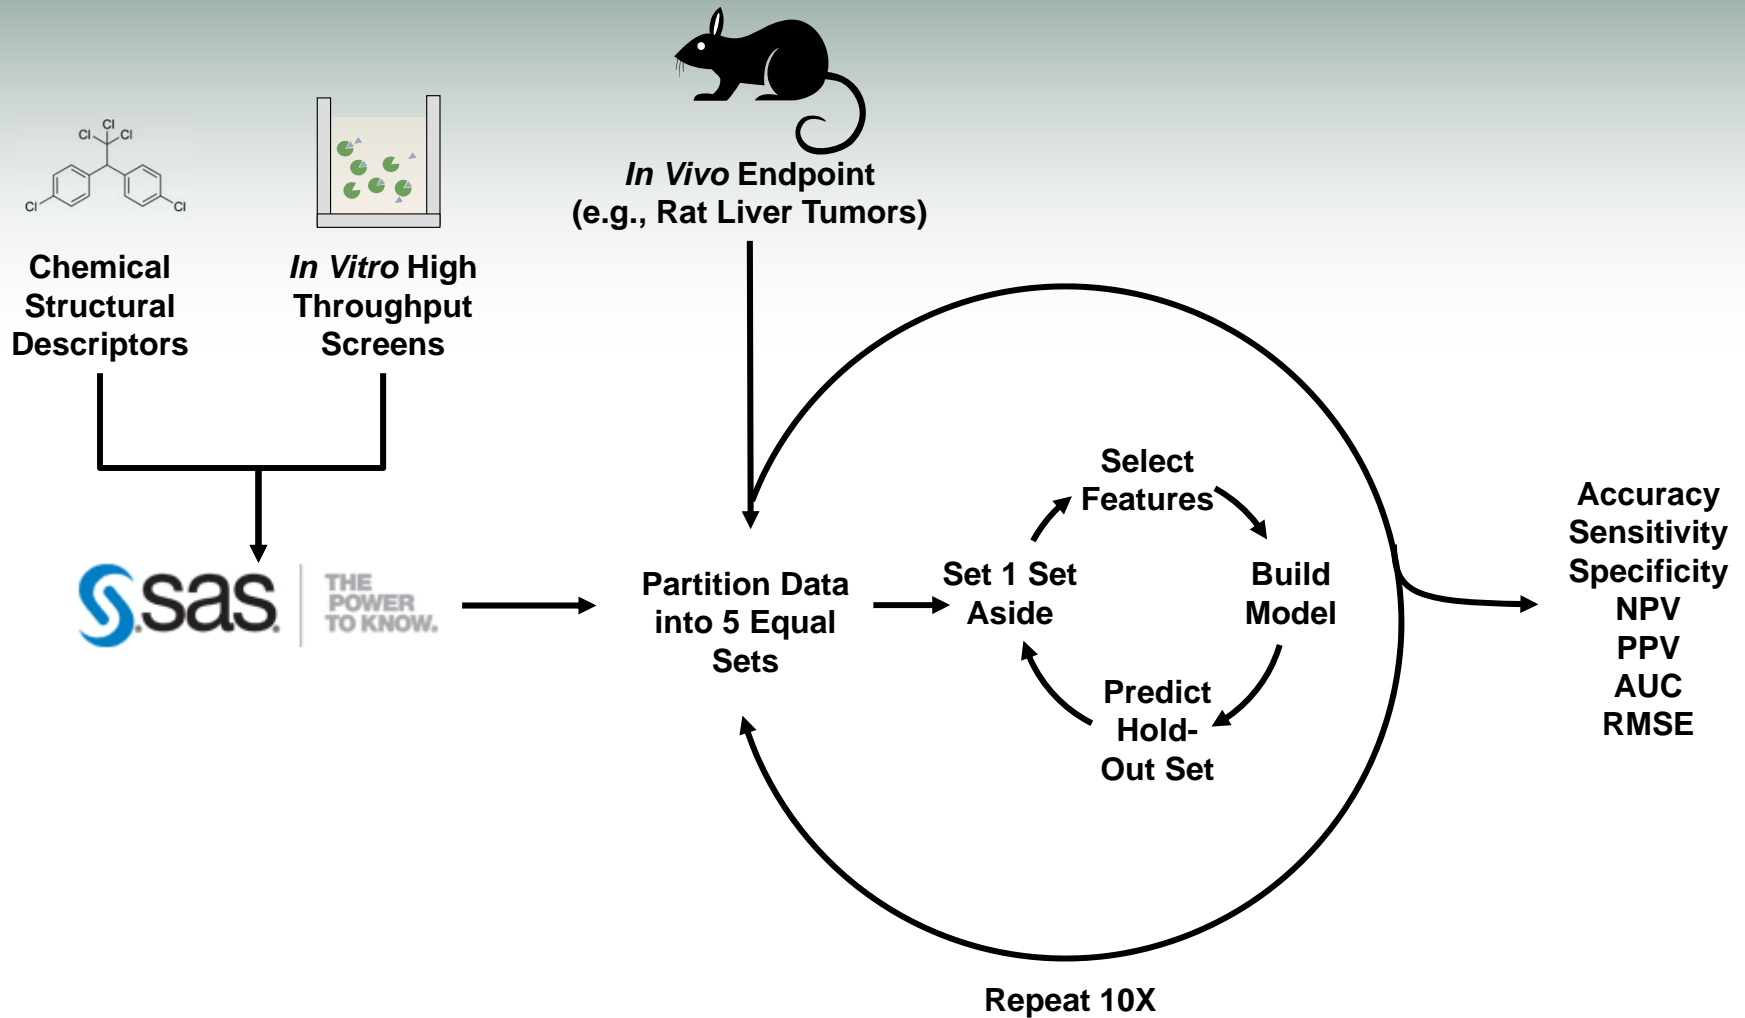 Cl
Cl
Cl
Cl
Cl
Chemical
Structural
Descriptors
In Vitro High
Throughput
Screens
In Vivo Endpoint
(e.g., Rat Liver Tumors)
sas.
THE
POWER
TO KNOW.
Partition Data
into 5 Equal
Sets
Set 1 Set
Aside
Select
Features
Build
Model
Predict
Hold-
Out Set
Repeat 10X
Accuracy
Sensitivity
Specificity
NPV
PPV
AUC
RMSE